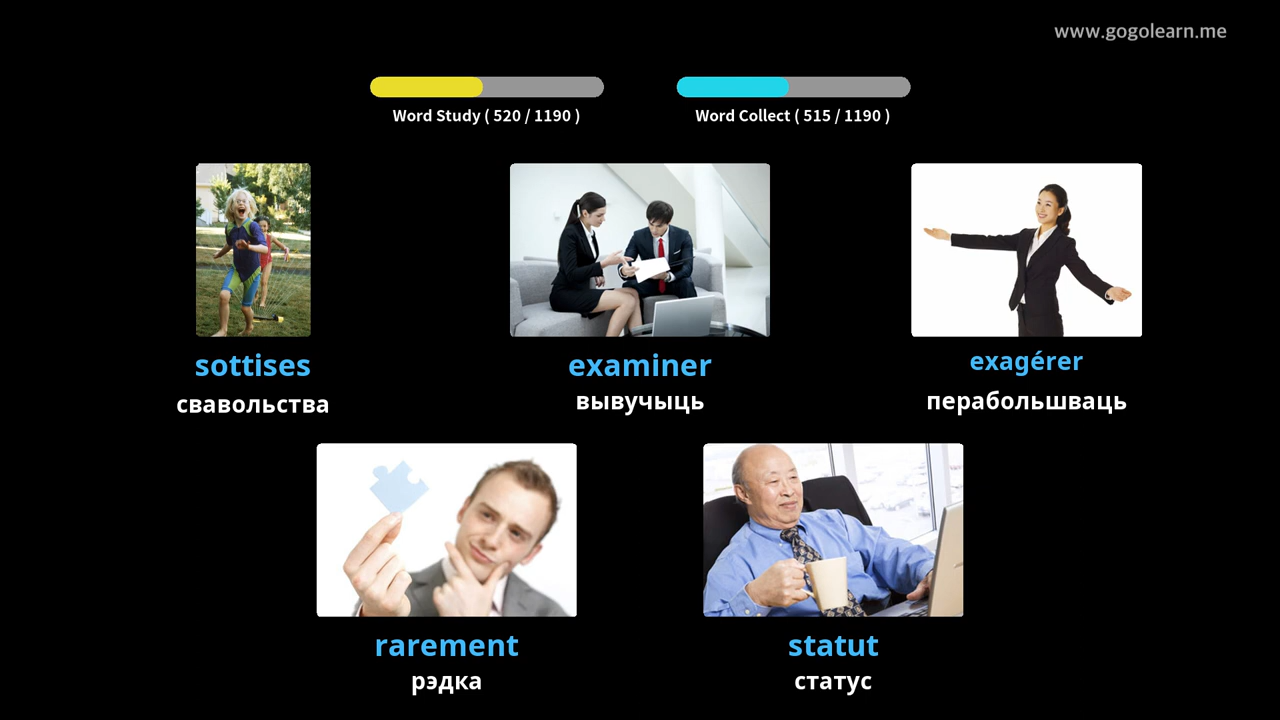 www.gogolearn.me
Word Study ( 520 / 1190 )
Word Collect ( 515 / 1190 )
sottises
свавольства
examiner
вывучыць
exagérer
перабольшваць
rarement
рэдка
statut
статус